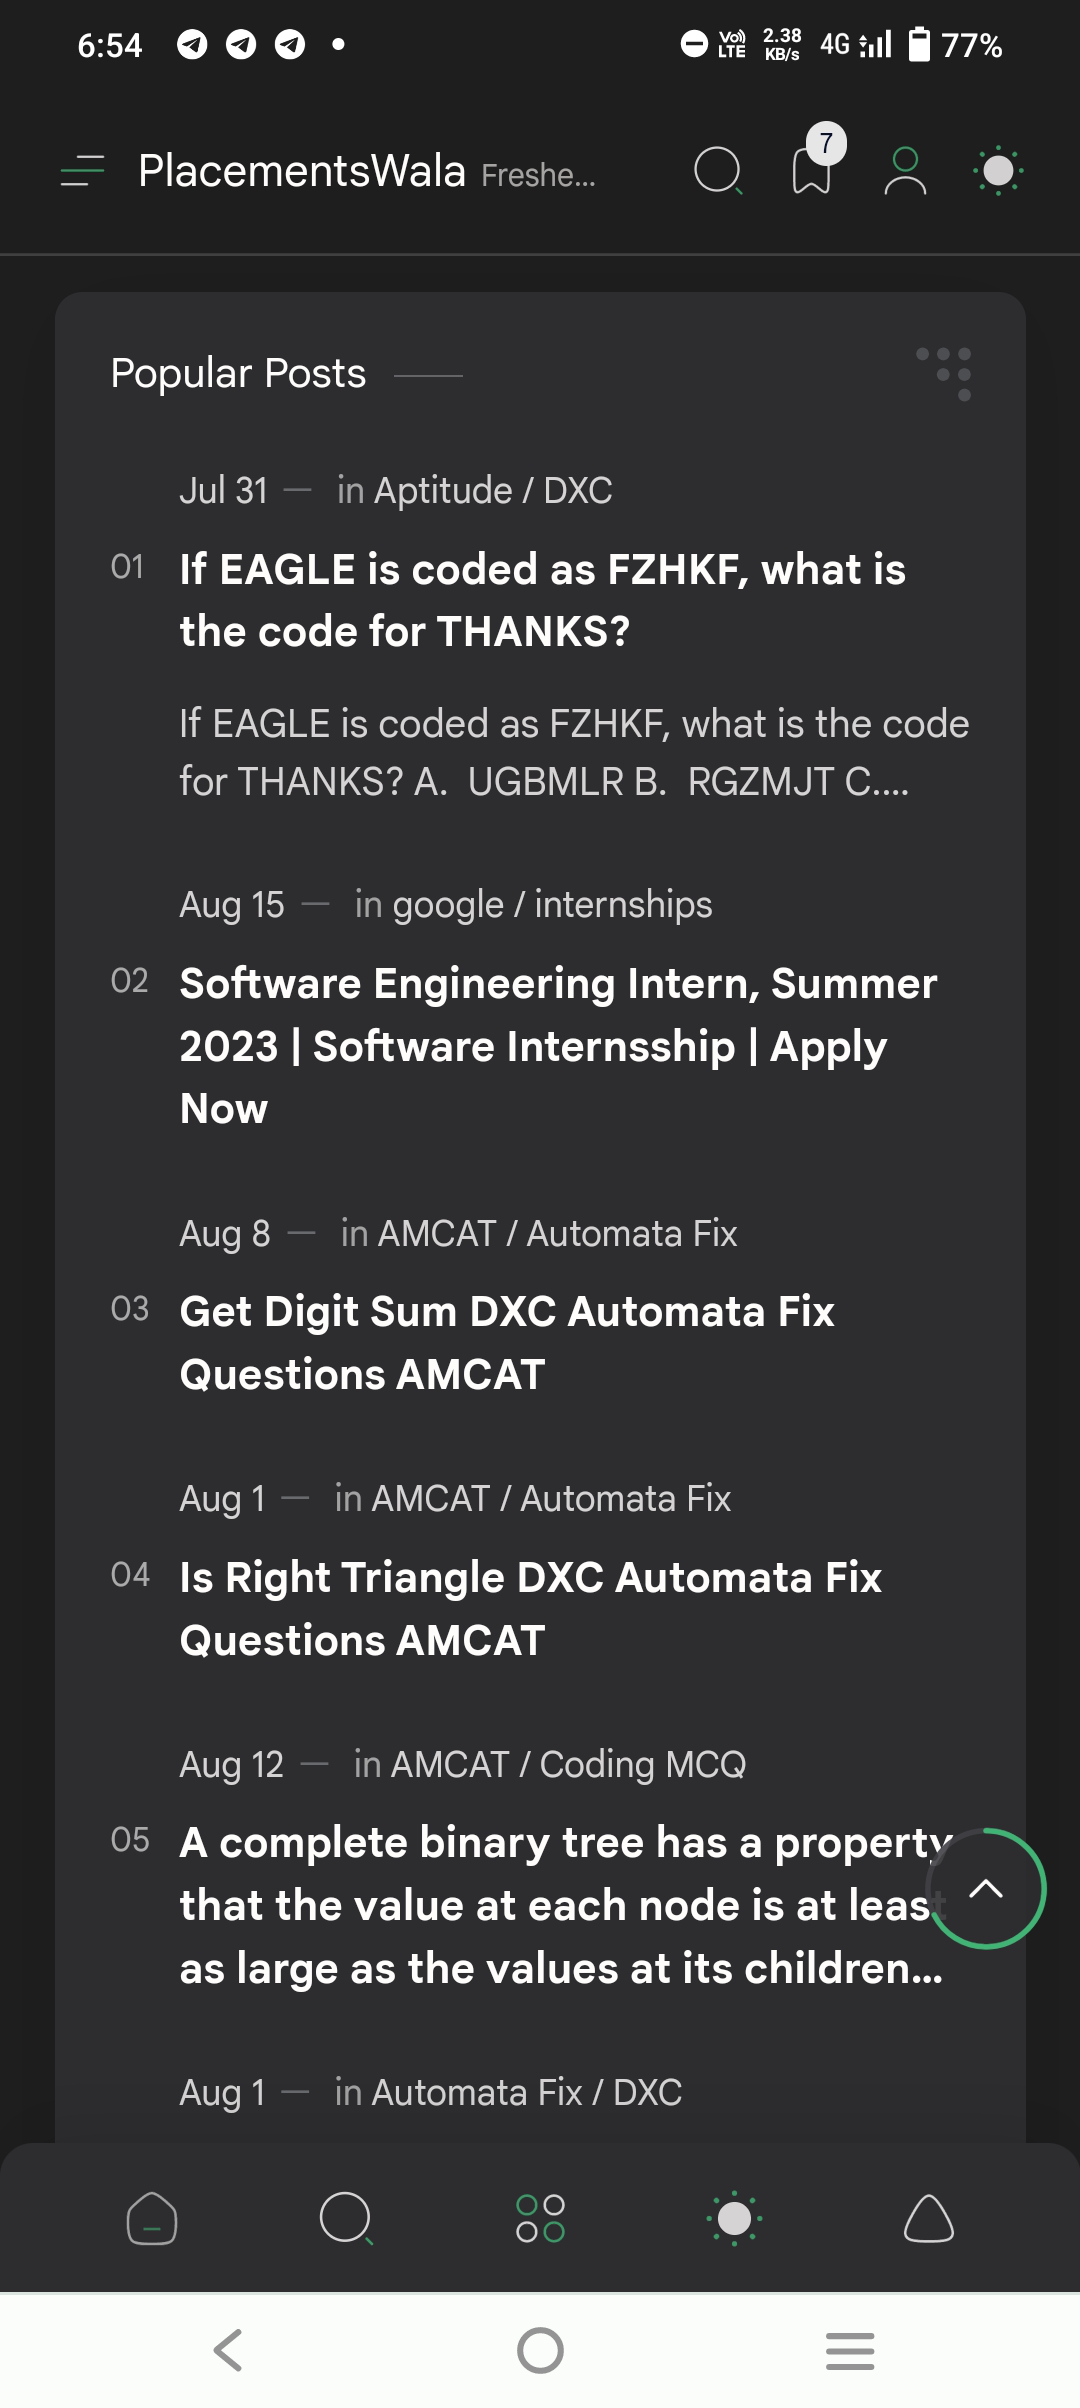 6:54
Vo))
LTE
2.38
KB/s
4G
77%
PlacementsWala Freshe...
7
Popular Posts
Jul 31 — in Aptitude / DXC
01
If EAGLE is coded as FZHKF, what is
the code for THANKS?
If EAGLE is coded as FZHKF, what is the code
for THANKS? A.  UGBMLR B.  RGZMJT C....
Aug 15 — in google / internships
02
Software Engineering Intern, Summer
2023 | Software Internsship | Apply
Now
Aug 8 — in AMCAT / Automata Fix
03
Get Digit Sum DXC Automata Fix
Questions AMCAT
Aug 1 — in AMCAT / Automata Fix
04
Is Right Triangle DXC Automata Fix
Questions AMCAT
Aug 12 — in AMCAT / Coding MCQ
05
A complete binary tree has a property
that the value at each node is at least
as large as the values at its children...
Aug 1 — in Automata Fix / DXC